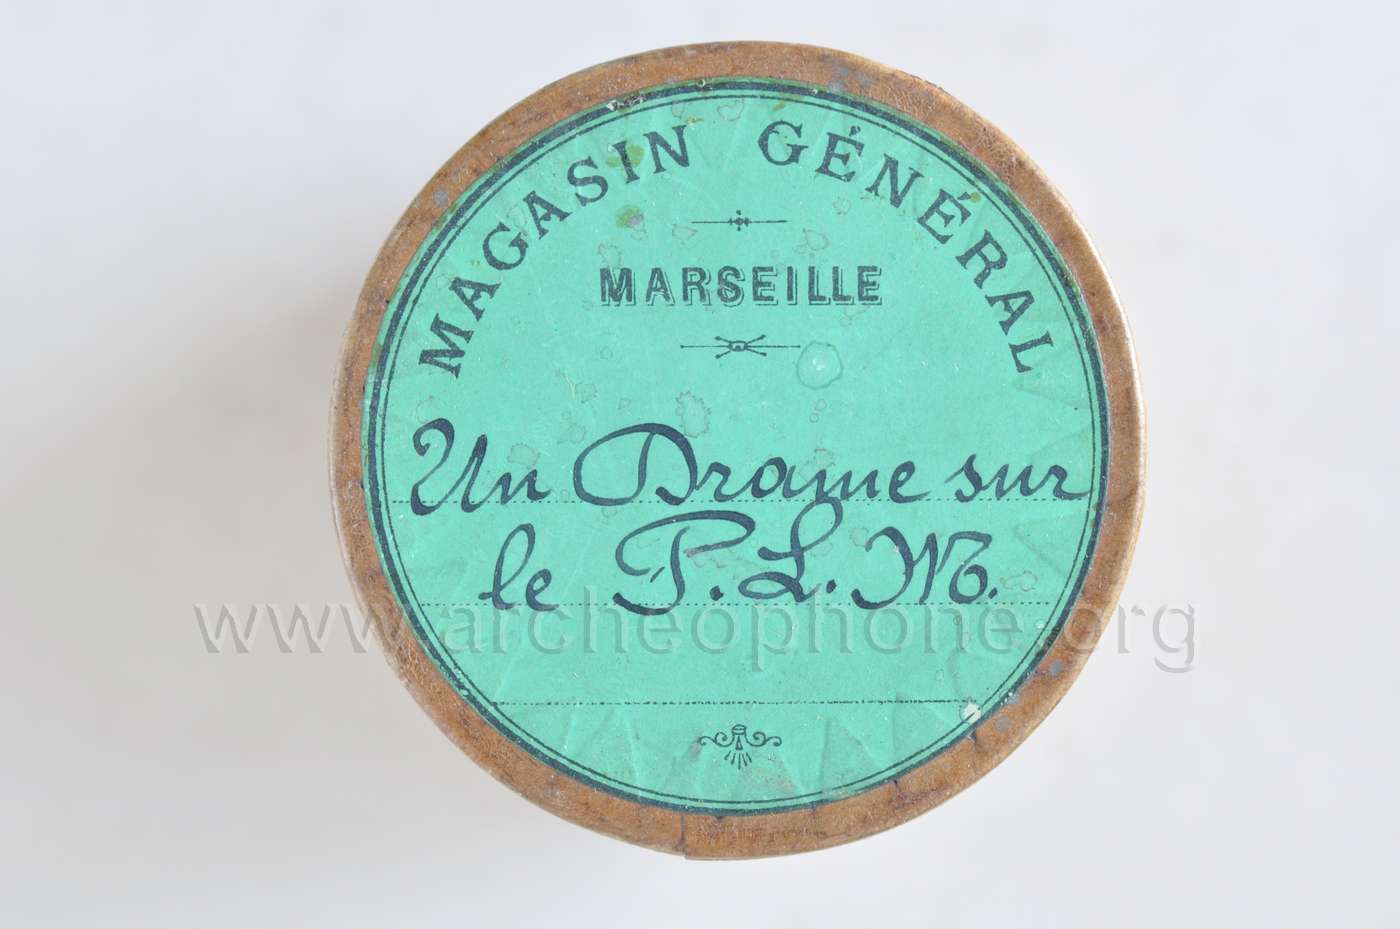 MAGASIN GÉNÉRAL
MARSEILLE
Un Drame sur
le P. L. M.
www.archeophone.org